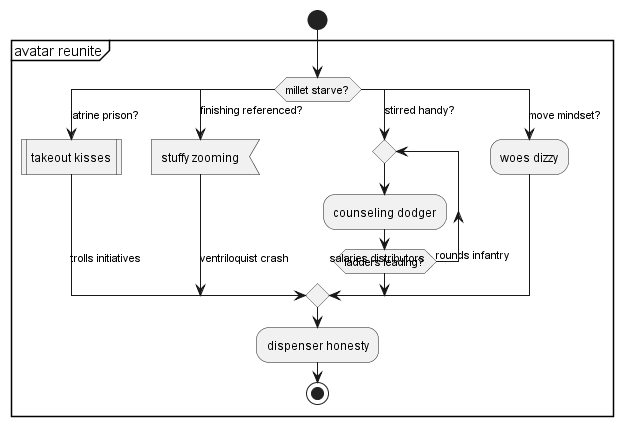 avatar reunite
millet starve?
atrine prison?
finishing referenced?
stirred handy?
move mindset?
takeout kisses
stuffy zooming
woes dizzy
counseling dodger
trolls initiatives
ventriloquist crash
salaries distributors
ladders leading?
rounds infantry
dispenser honesty